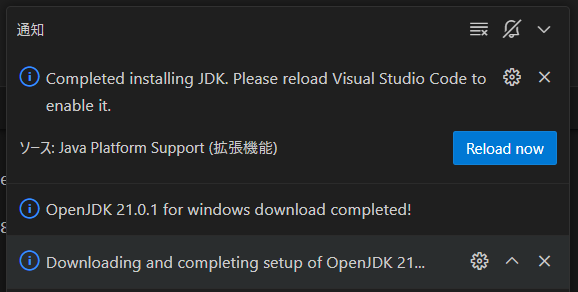 通知
Completed installing JDK. Please reload Visual Studio Code to
enable it.
ソース: Java Platform Support (拡張機能)
Reload now
OpenJDK 21.0.1 for windows download completed!
Downloading and completing setup of OpenJDK 21...